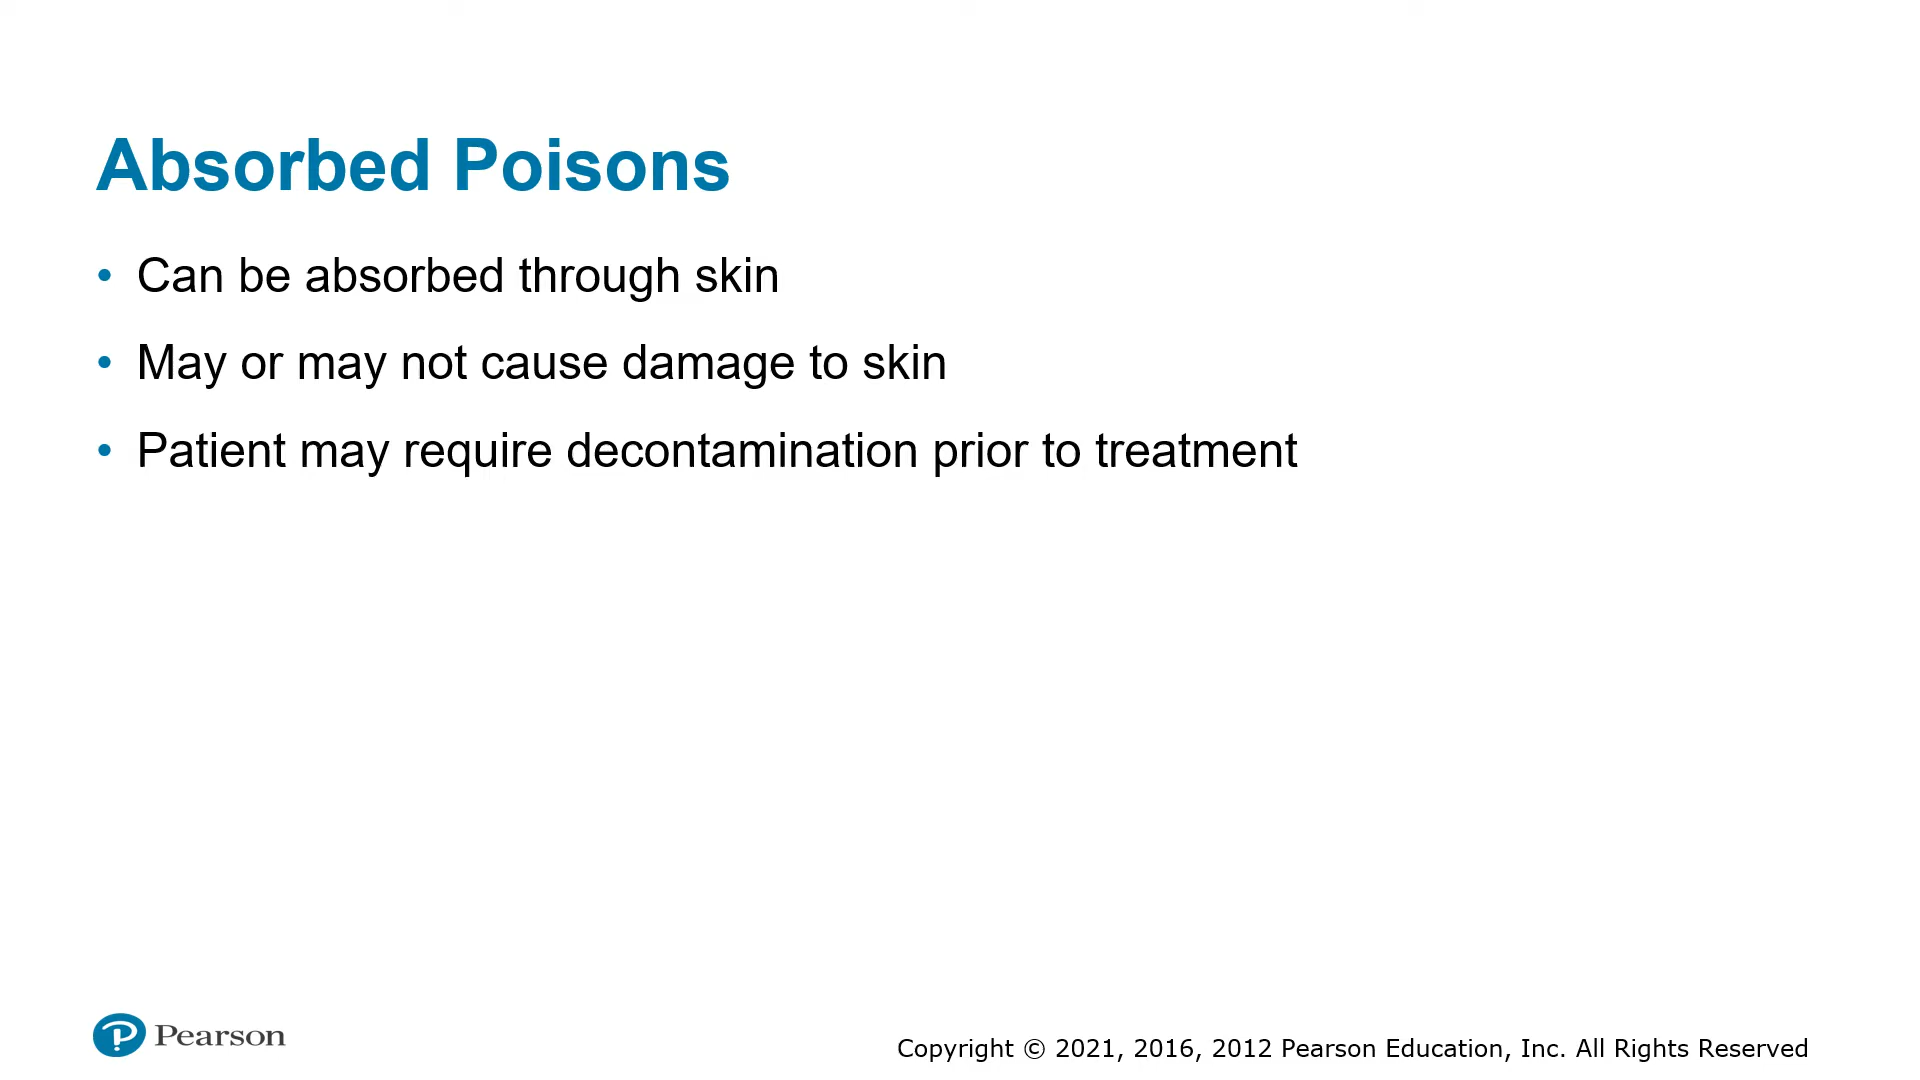 Absorbed Poisons
• Can be absorbed through skin
• May or may not cause damage to skin
• Patient may require decontamination prior to treatment
Pearson
Copyright © 2021, 2016, 2012 Pearson Education, Inc. All Rights Reserved